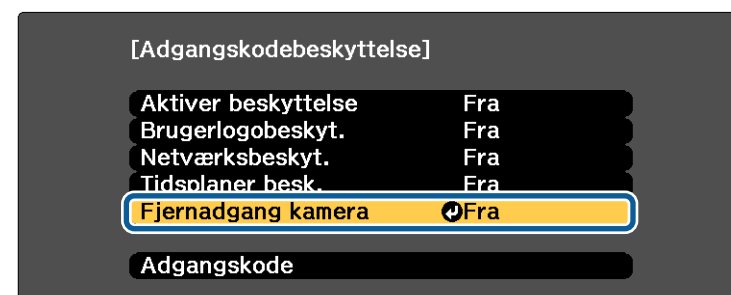 [Adgangskodebeskyttelse]
Aktiver beskyttelse Fra
Brugerlogobeskyt. Fra
Netværksbeskyt. Fra
Tidsplaner besk. Fra
Fjernadgang kamera Fra
Adgangskode